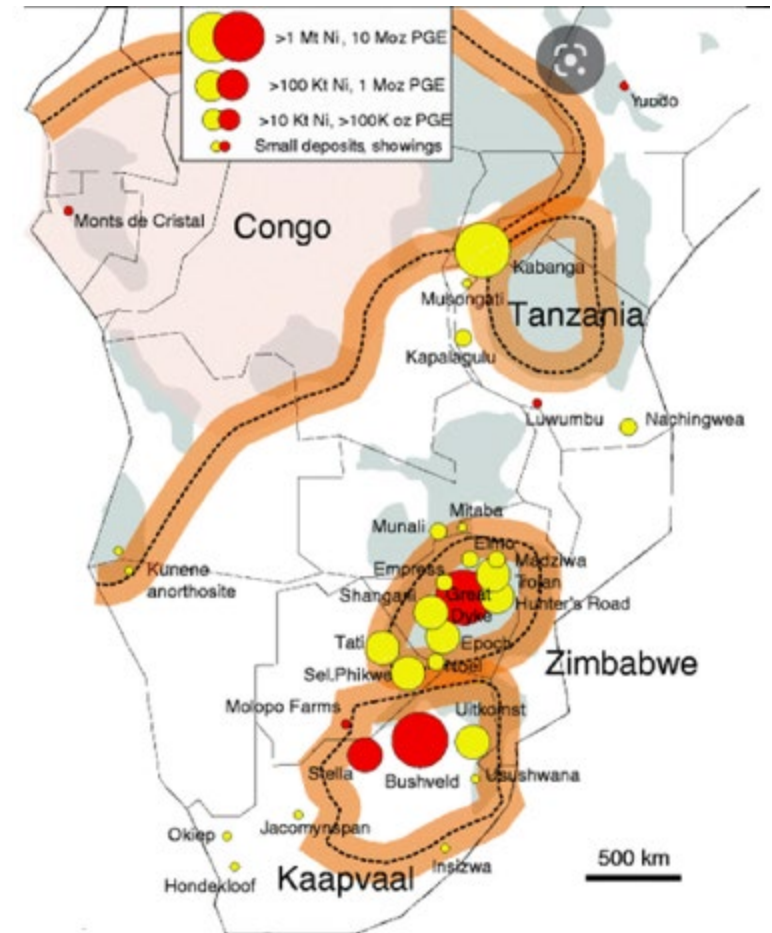 >1 Mt Ni, 10 Moz PGE
>100 Kt Ni, 1 Moz PGE
>10 Kt Ni, >100K oz PGE
Small deposits, showings
Monts de Cristal
Congo
Kabanga
Musongati
Tanzania
Kapalagulu
Luwumbu
Nachingwea
Mitaba
Munali
Elmo
Madziwa
Empress
Trojan
Shangani
Great
Dyke
Hunter's Road
Kunene
anorthosite
Tati
Epoch
Noel
Sel.Phikwe
Zimbabwe
Molopo Farms
Uitkomst
Stella
Bushveld
Usushwana
Jacomynspan
Okiep
Insizwa
Hondekloof
Kaapvaal
500 km